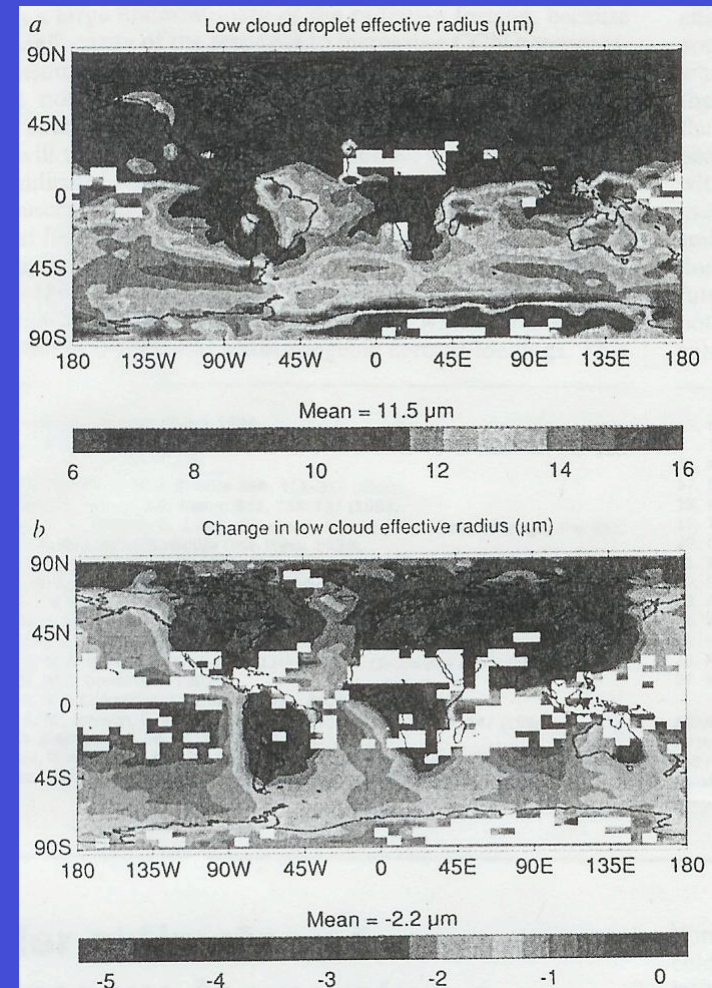 a
Low cloud droplet effective radius (μm)
90N
45N
0
45S
90S
180 135W 90W 45W 0 45E 90E 135E 180
Mean = 11.5 μm
6 8 10 12 14 16
b
Change in low cloud effective radius (μm)
90N
45N
0
45S
90S
180 135W 90W 45W 0 45E 90E 135E 180
Mean = -2.2 μm
-5 -4 -3 -2 -1 0